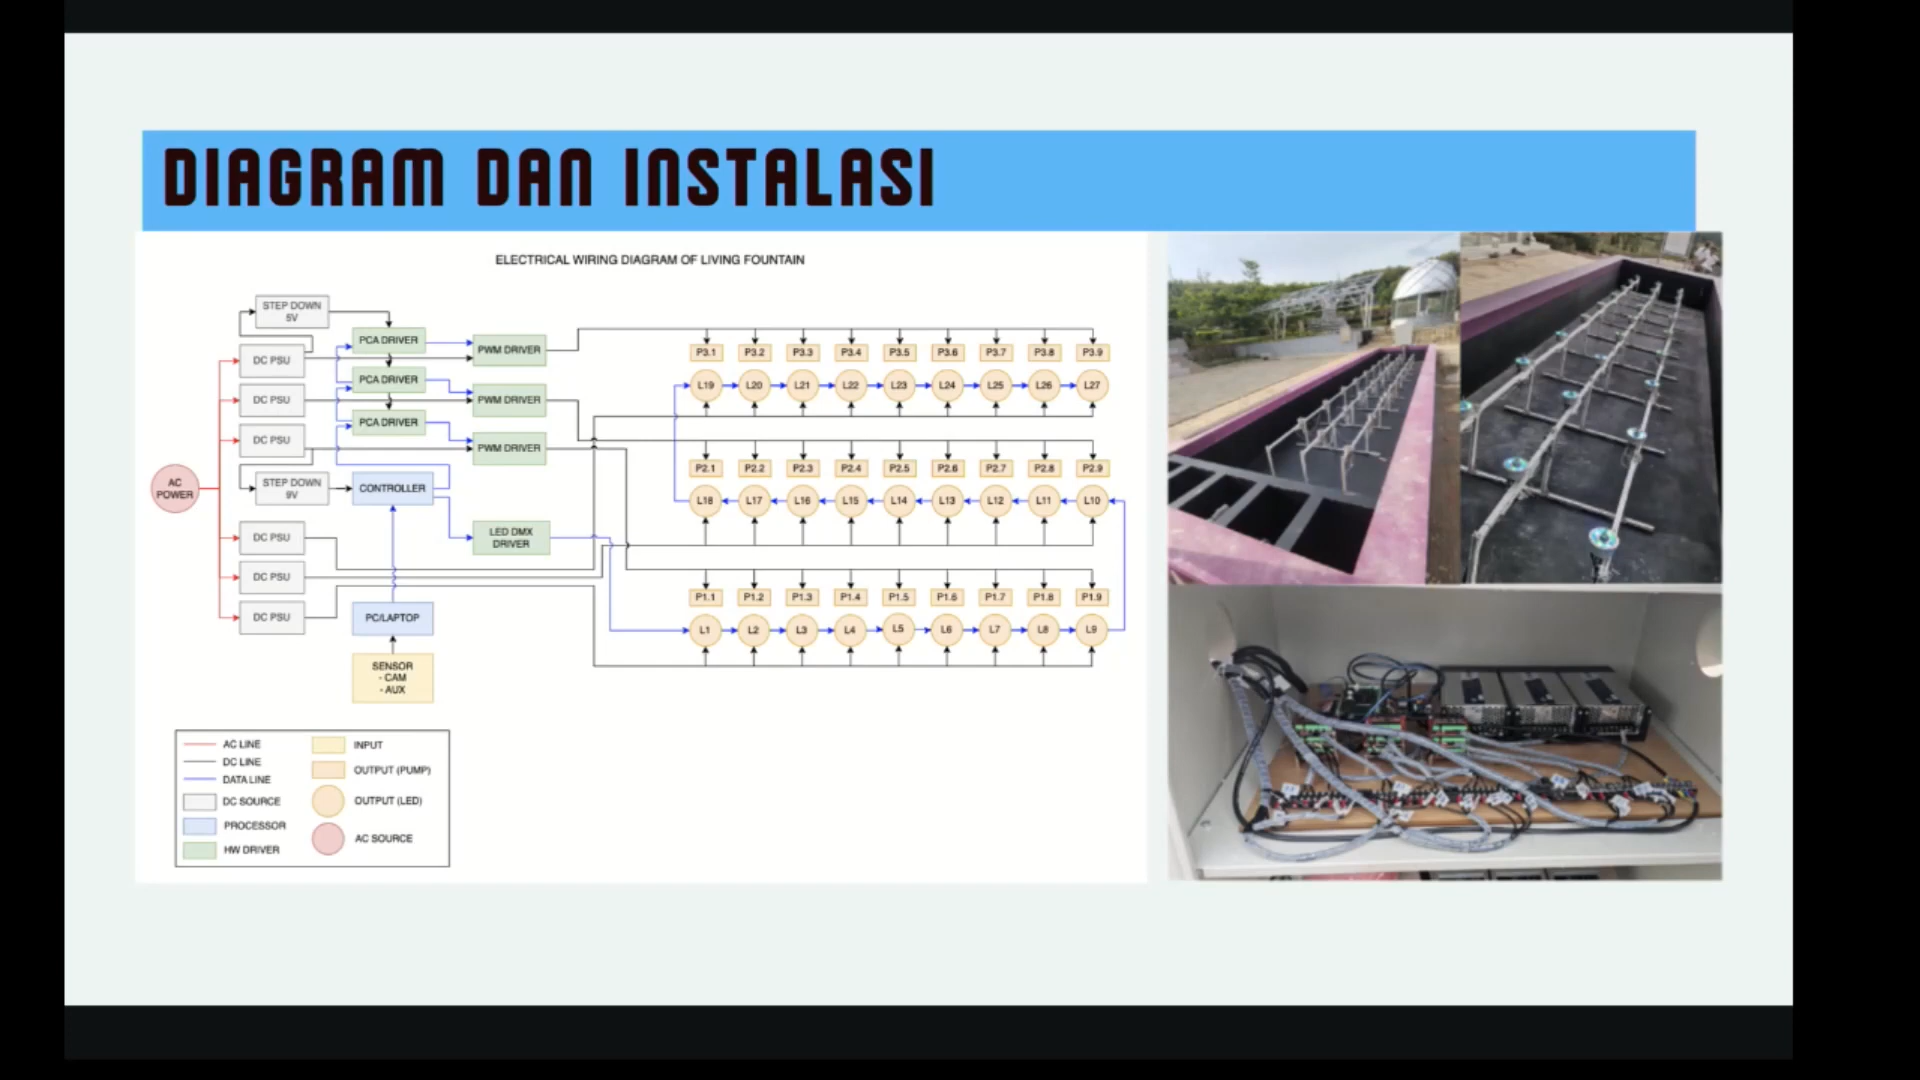 DIAGRAM DAN INSTALASI
ELECTRICAL WIRING DIAGRAM OF LIVING FOUNTAIN
STEP DOWN
5V
DC PSU
DC PSU
DC PSU
STEP DOWN
9V
AC
POWER
DC PSU
DC PSU
DC PSU
PCA DRIVER
PCA DRIVER
PCA DRIVER
CONTROLLER
PC/LAPTOP
SENSOR
- CAM
- AUX
PWM DRIVER
PWM DRIVER
PWM DRIVER
LED DMX
DRIVER
P3.1 P3.2 P3.3 P3.4 P3.5 P3.6 P3.7 P3.8 P3.9
L19 L20 L21 L22 L23 L24 L25 L26 L27
P2.1 P2.2 P2.3 P2.4 P2.5 P2.6 P2.7 P2.8 P2.9
L18 L17 L16 L15 L14 L13 L12 L11 L10
P1.1 P1.2 P1.3 P1.4 P1.5 P1.6 P1.7 P1.8 P1.9
L1 L2 L3 L4 L5 L6 L7 L8 L9
AC LINE
DC LINE
DATA LINE
DC SOURCE
PROCESSOR
HW DRIVER
INPUT
OUTPUT (PUMP)
OUTPUT (LED)
AC SOURCE